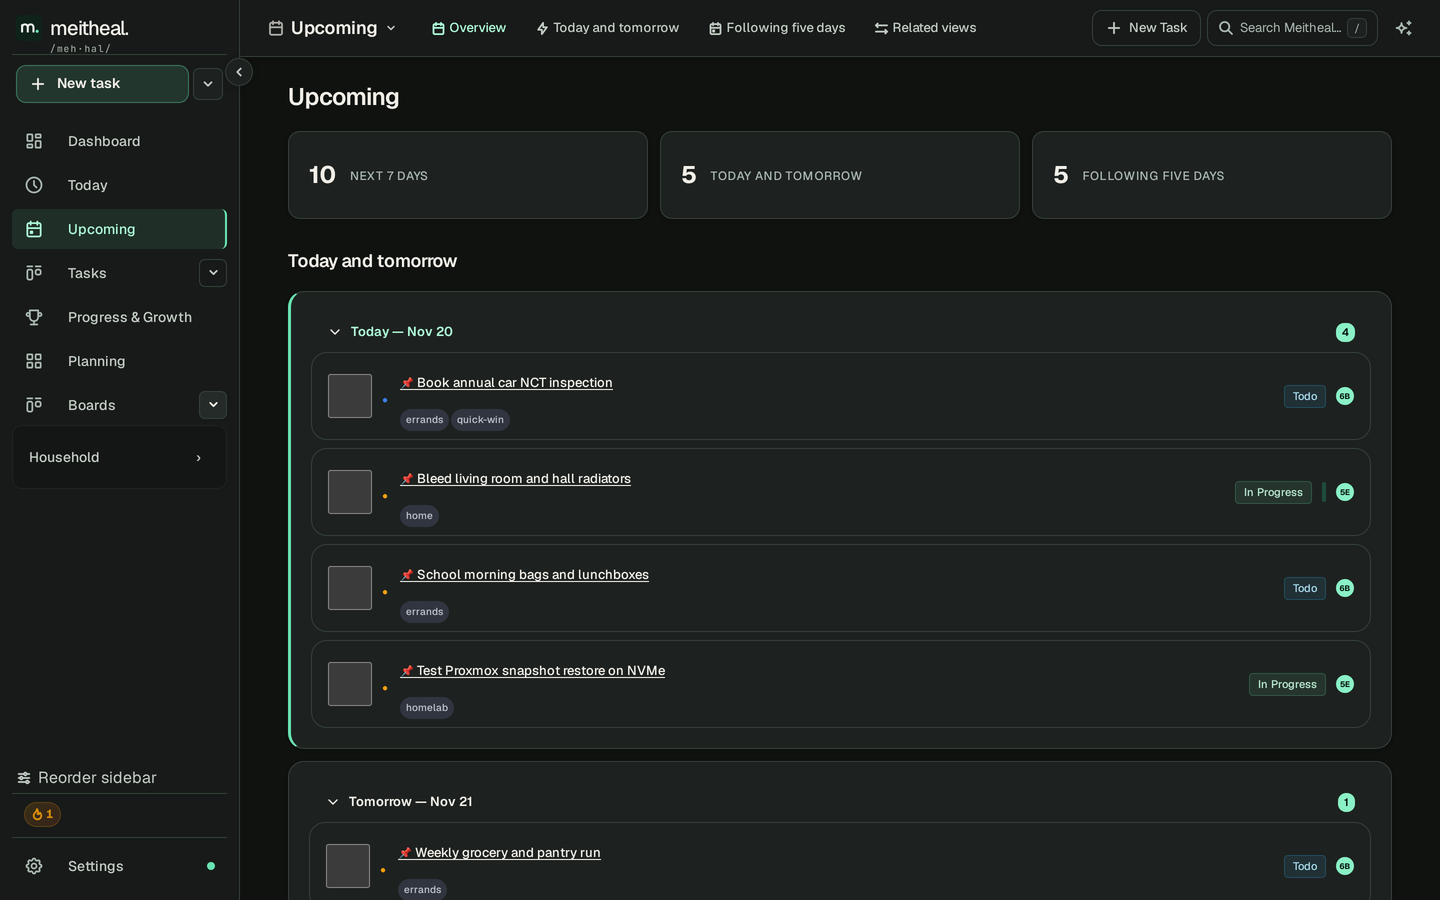 m. meitheal.
/meh·hal/
New task
Dashboard
Today
Upcoming
Tasks
Progress & Growth
Planning
Boards
Household
Reorder sidebar
1
Settings
Upcoming
Overview
Today and tomorrow
Following five days
Related views
New Task
Search Meitheal... /
Upcoming
10 NEXT 7 DAYS
5 TODAY AND TOMORROW
5 FOLLOWING FIVE DAYS
Today and tomorrow
Today — Nov 20 4
📌 Book annual car NCT inspection
errands quick-win
Todo 6B
📌 Bleed living room and hall radiators
home
In Progress 5E
📌 School morning bags and lunchboxes
errands
Todo 6B
📌 Test Proxmox snapshot restore on NVMe
homelab
In Progress 5E
Tomorrow — Nov 21 1
📌 Weekly grocery and pantry run
errands
Todo 6B